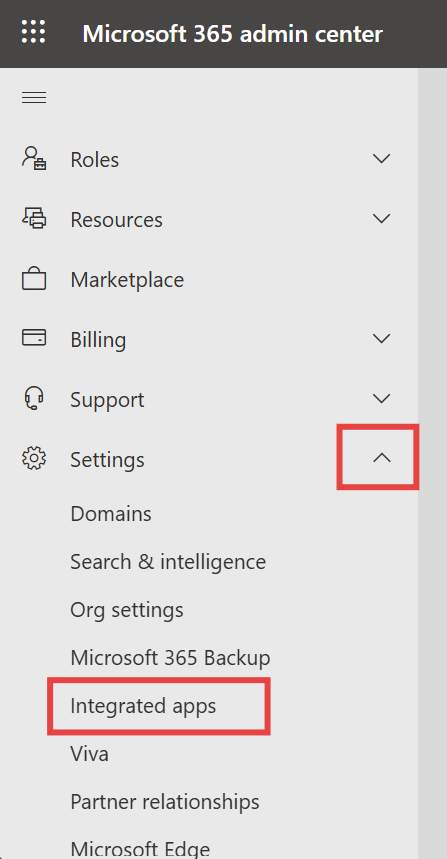 Microsoft 365 admin center
Roles
Resources
Marketplace
Billing
Support
Settings
Domains
Search & intelligence
Org settings
Microsoft 365 Backup
Integrated apps
Viva
Partner relationships
Microsoft Edge